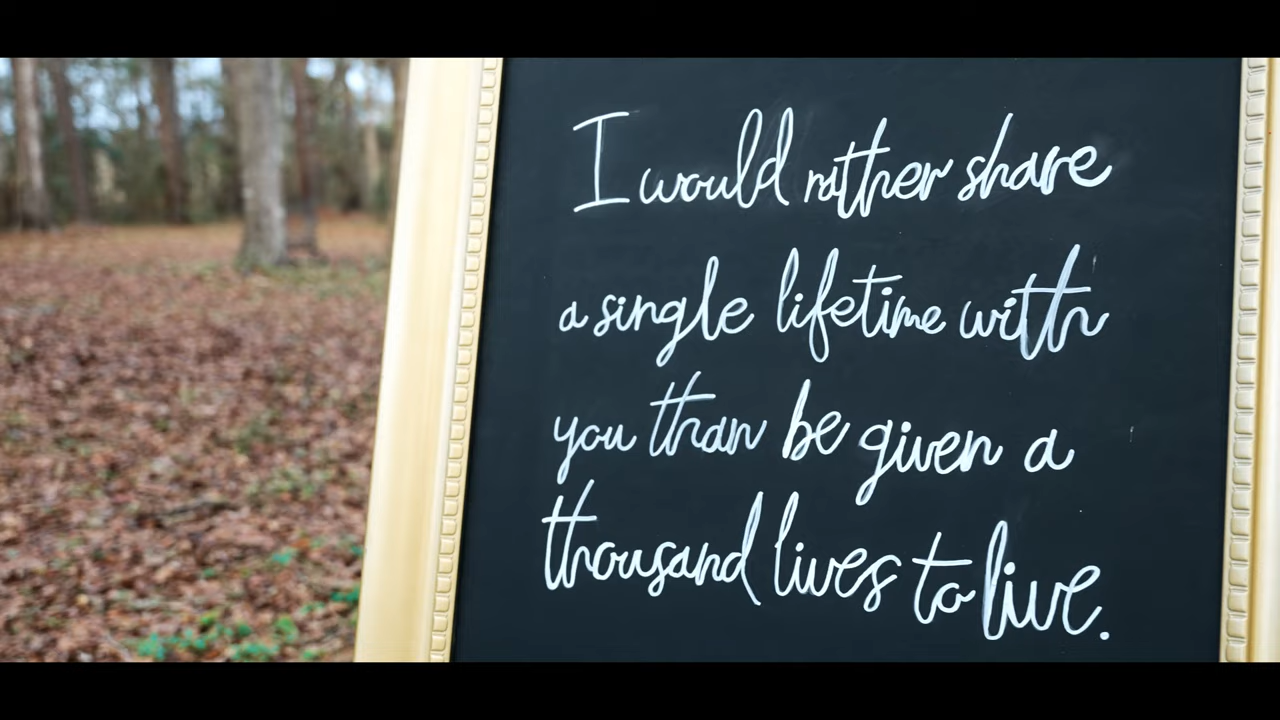 I would rather share
a single lifetime with
you than be given a
thousand lives to live.